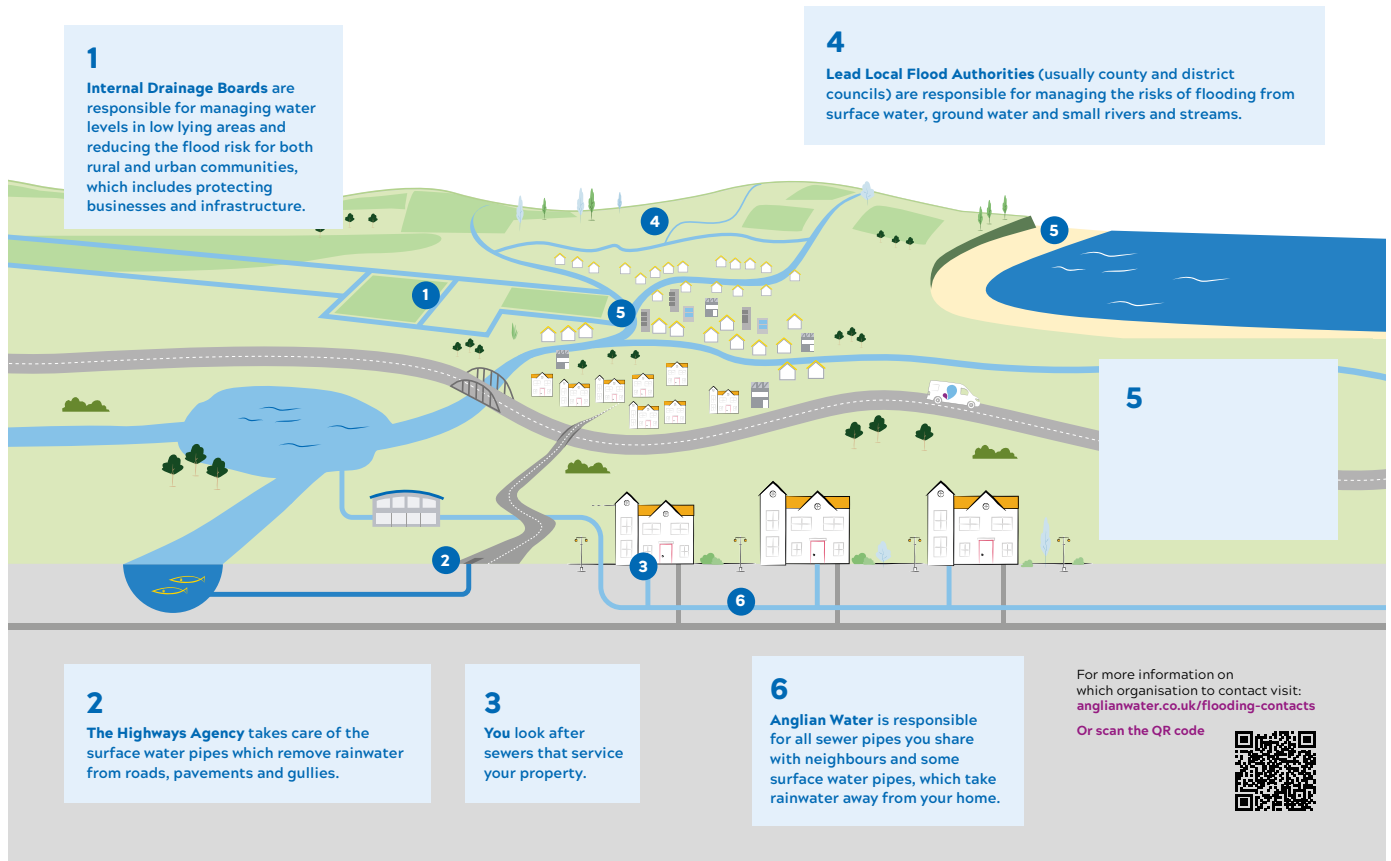 1
Internal Drainage Boards are
responsible for managing water
levels in low lying areas and
reducing the flood risk for both
rural and urban communities,
which includes protecting
businesses and infrastructure.
4
Lead Local Flood Authorities (usually county and district
councils) are responsible for managing the risks of flooding from
surface water, ground water and small rivers and streams.
4
5
1
5
5
2
3
6
2
The Highways Agency takes care of the
surface water pipes which remove rainwater
from roads, pavements and gullies.
3
You look after
sewers that service
your property.
6
Anglian Water is responsible
for all sewer pipes you share
with neighbours and some
surface water pipes, which take
rainwater away from your home.
For more information on
which organisation to contact visit:
anglianwater.co.uk/flooding-contacts
Or scan the QR code